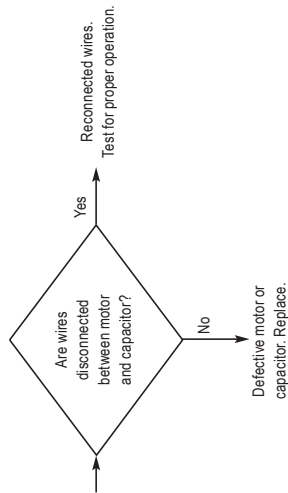 Are wires
disconnected
between motor
and capacitor?
Yes
Reconnected wires.
Test for proper operation.
No
Defective motor or
capacitor. Replace.